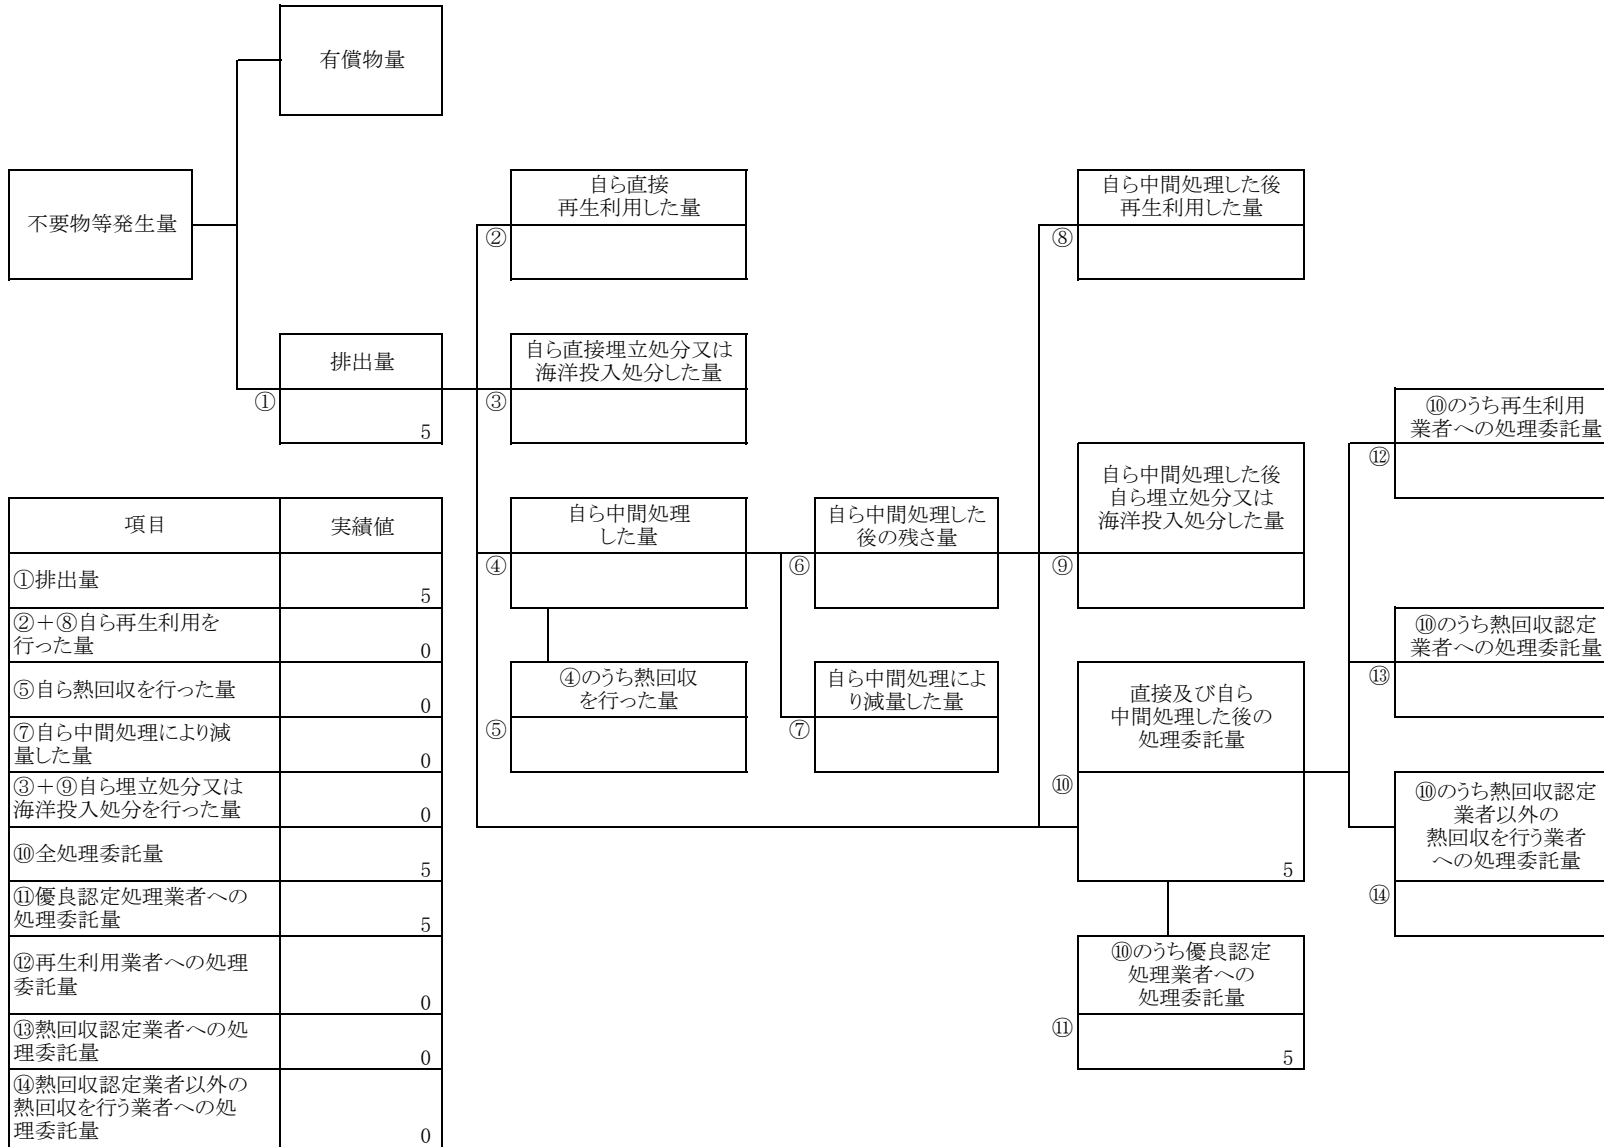 有償物量
不要物等発生量
自ら直接
再生利用した量
②
自ら中間処理した後
再生利用した量
⑧
排出量
①
5
自ら直接埋立処分又は
海洋投入処分した量
③
⑩のうち再生利用
業者への処理委託量
⑫
自ら中間処理
した量
④
自ら中間処理した
後の残さ量
⑥
自ら中間処理した後
自ら埋立処分又は
海洋投入処分した量
⑨
⑩のうち熱回収認定
業者への処理委託量
⑬
④のうち熱回収
を行った量
⑤
自ら中間処理によ
り減量した量
⑦
直接及び自ら
中間処理した後の
処理委託量
⑩
5
⑩のうち熱回収認定
業者以外の
熱回収を行う業者
への処理委託量
⑭
⑩のうち優良認定
処理業者への
処理委託量
⑪
5
項目 実績値
①排出量
5
②＋⑧自ら再生利用を
行った量
0
⑤自ら熱回収を行った量
0
⑦自ら中間処理により減
量した量
0
③＋⑨自ら埋立処分又は
海洋投入処分を行った量
0
⑩全処理委託量
5
⑪優良認定処理業者への
処理委託量
5
⑫再生利用業者への処理
委託量
0
⑬熱回収認定業者への処
理委託量
0
⑭熱回収認定業者以外の
熱回収を行う業者への処
理委託量
0